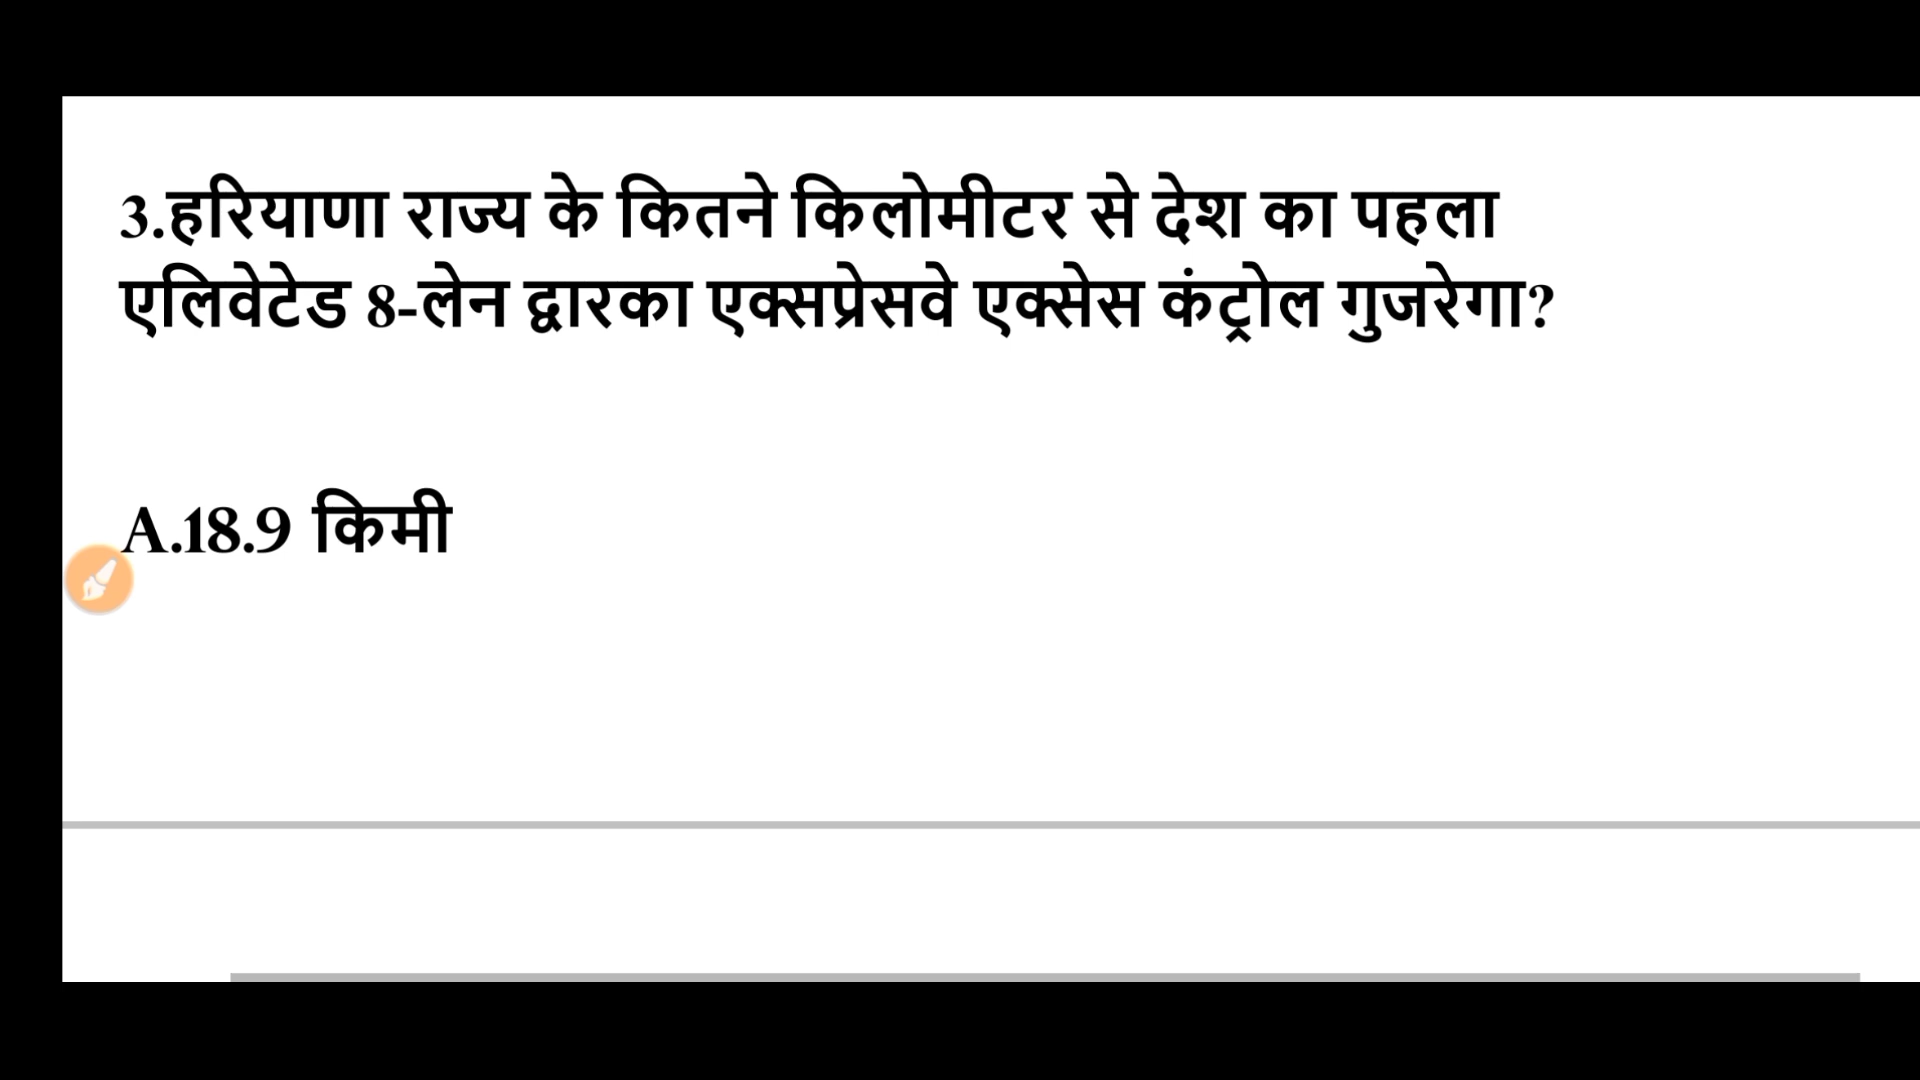 3.हरियाणा राज्य के कितने किलोमीटर से देश का पहला
एलिवेटेड 8-लेन द्वारका एक्सप्रेसवे एक्सेस कंट्रोल गुजरेगा?
A.18.9 किमी